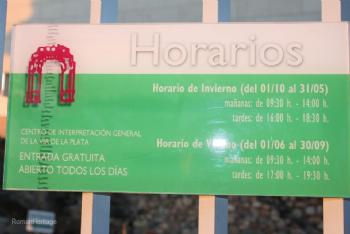 Horarios
Horario de Invierno (del 01/10 al 31/05)
mañanas: de 09:30 h. - 14:00 h.
tardes: de 16:00 h. - 18:30 h.
CENTRO DE INTERPRETACIÓN GENERAL
DE LA VÍA DE LA PLATA
ENTRADA GRATUITA
ABIERTO TODOS LOS DÍAS
Horario de Verano (del 01/06 al 30/09)
mañanas: de 09:30 h. - 14:00 h.
tardes: de 17:00 h. - 19:30 h.
RomanHeritage